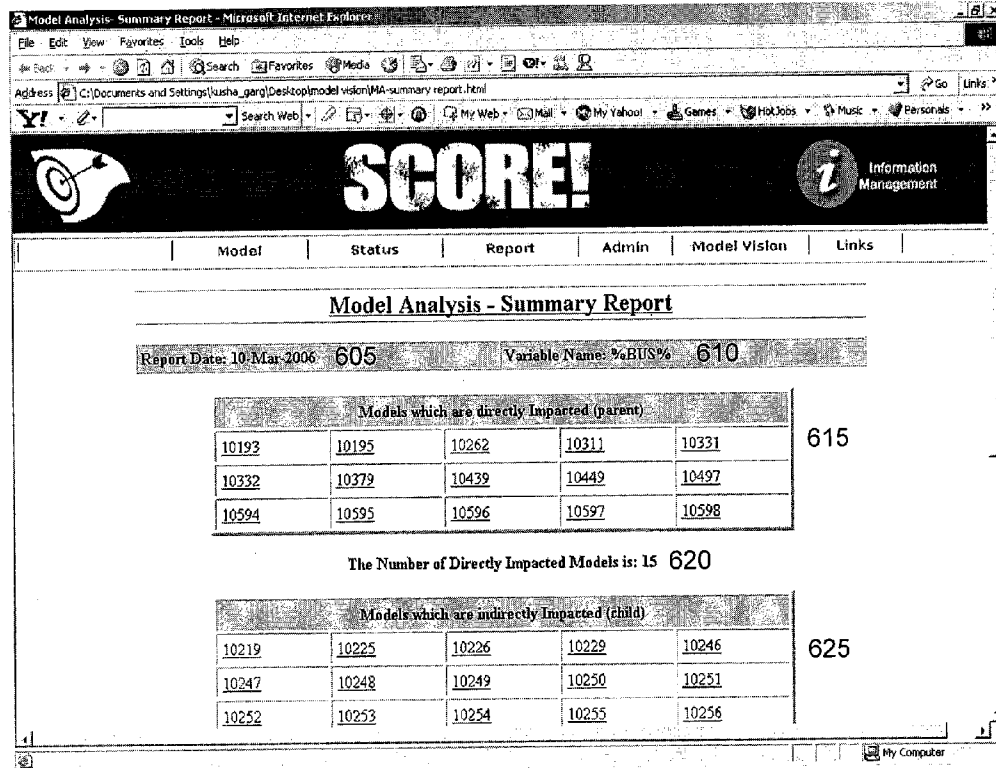 Model Analysis- Summary Report - Microsoft Internet Explorer
File Edit View Favorites Tools Help
Back Search Favorites Media
Address C:\Documents and Settings\kusha_garg\Desktop\model vision\MA-summary report.html Go Links
Y! Search Web My Web Mail My Yahoo! Games HotJobs Music Personals
SCORE!
i Information Management
Model Status Report Admin Model Vision Links
Model Analysis - Summary Report
Report Date: 10-Mar-2006 605 Variable Name: %BUS% 610
Models which are directly Impacted (parent)
10193 10195 10262 10311 10331 615
10332 10379 10439 10449 10497
10594 10595 10596 10597 10598
The Number of Directly Impacted Models is: 15 620
Models which are indirectly Impacted (child)
10219 10225 10226 10229 10246 625
10247 10248 10249 10250 10251
10252 10253 10254 10255 10256
My Computer